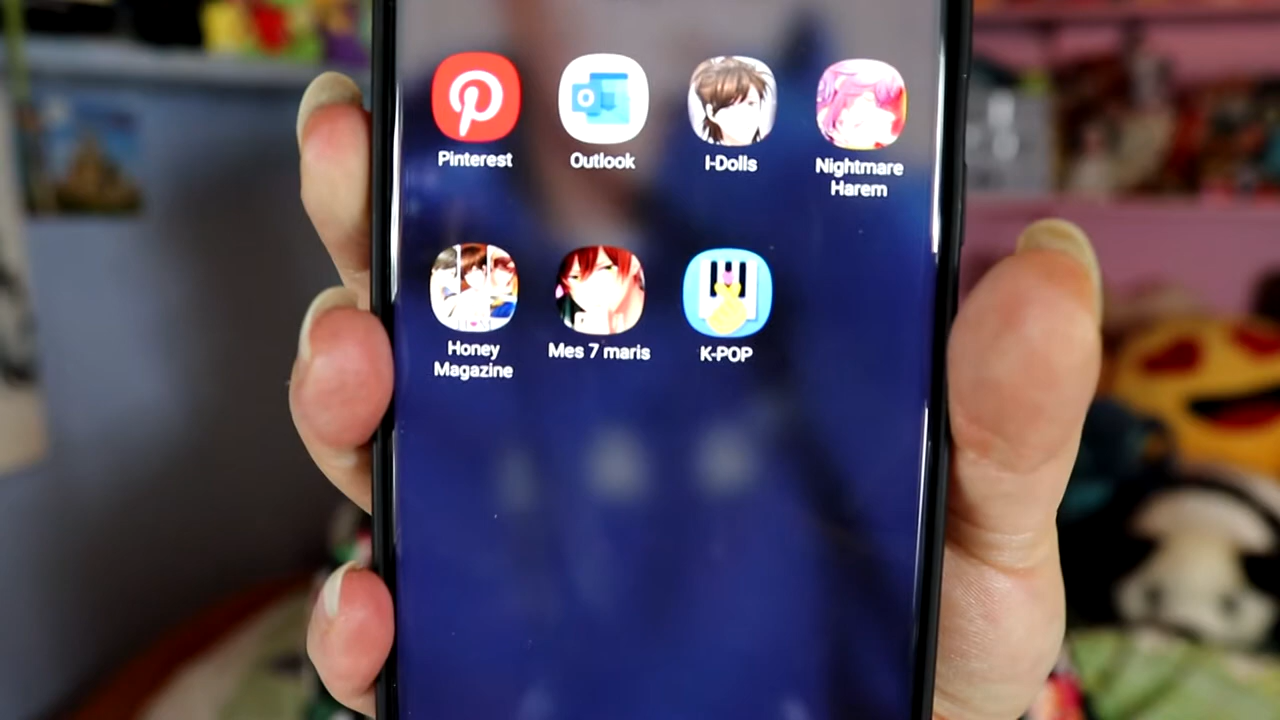 Pinterest
Outlook
I-Dolls
Nightmare
Harem
Honey
Magazine
Mes 7 maris
K-POP